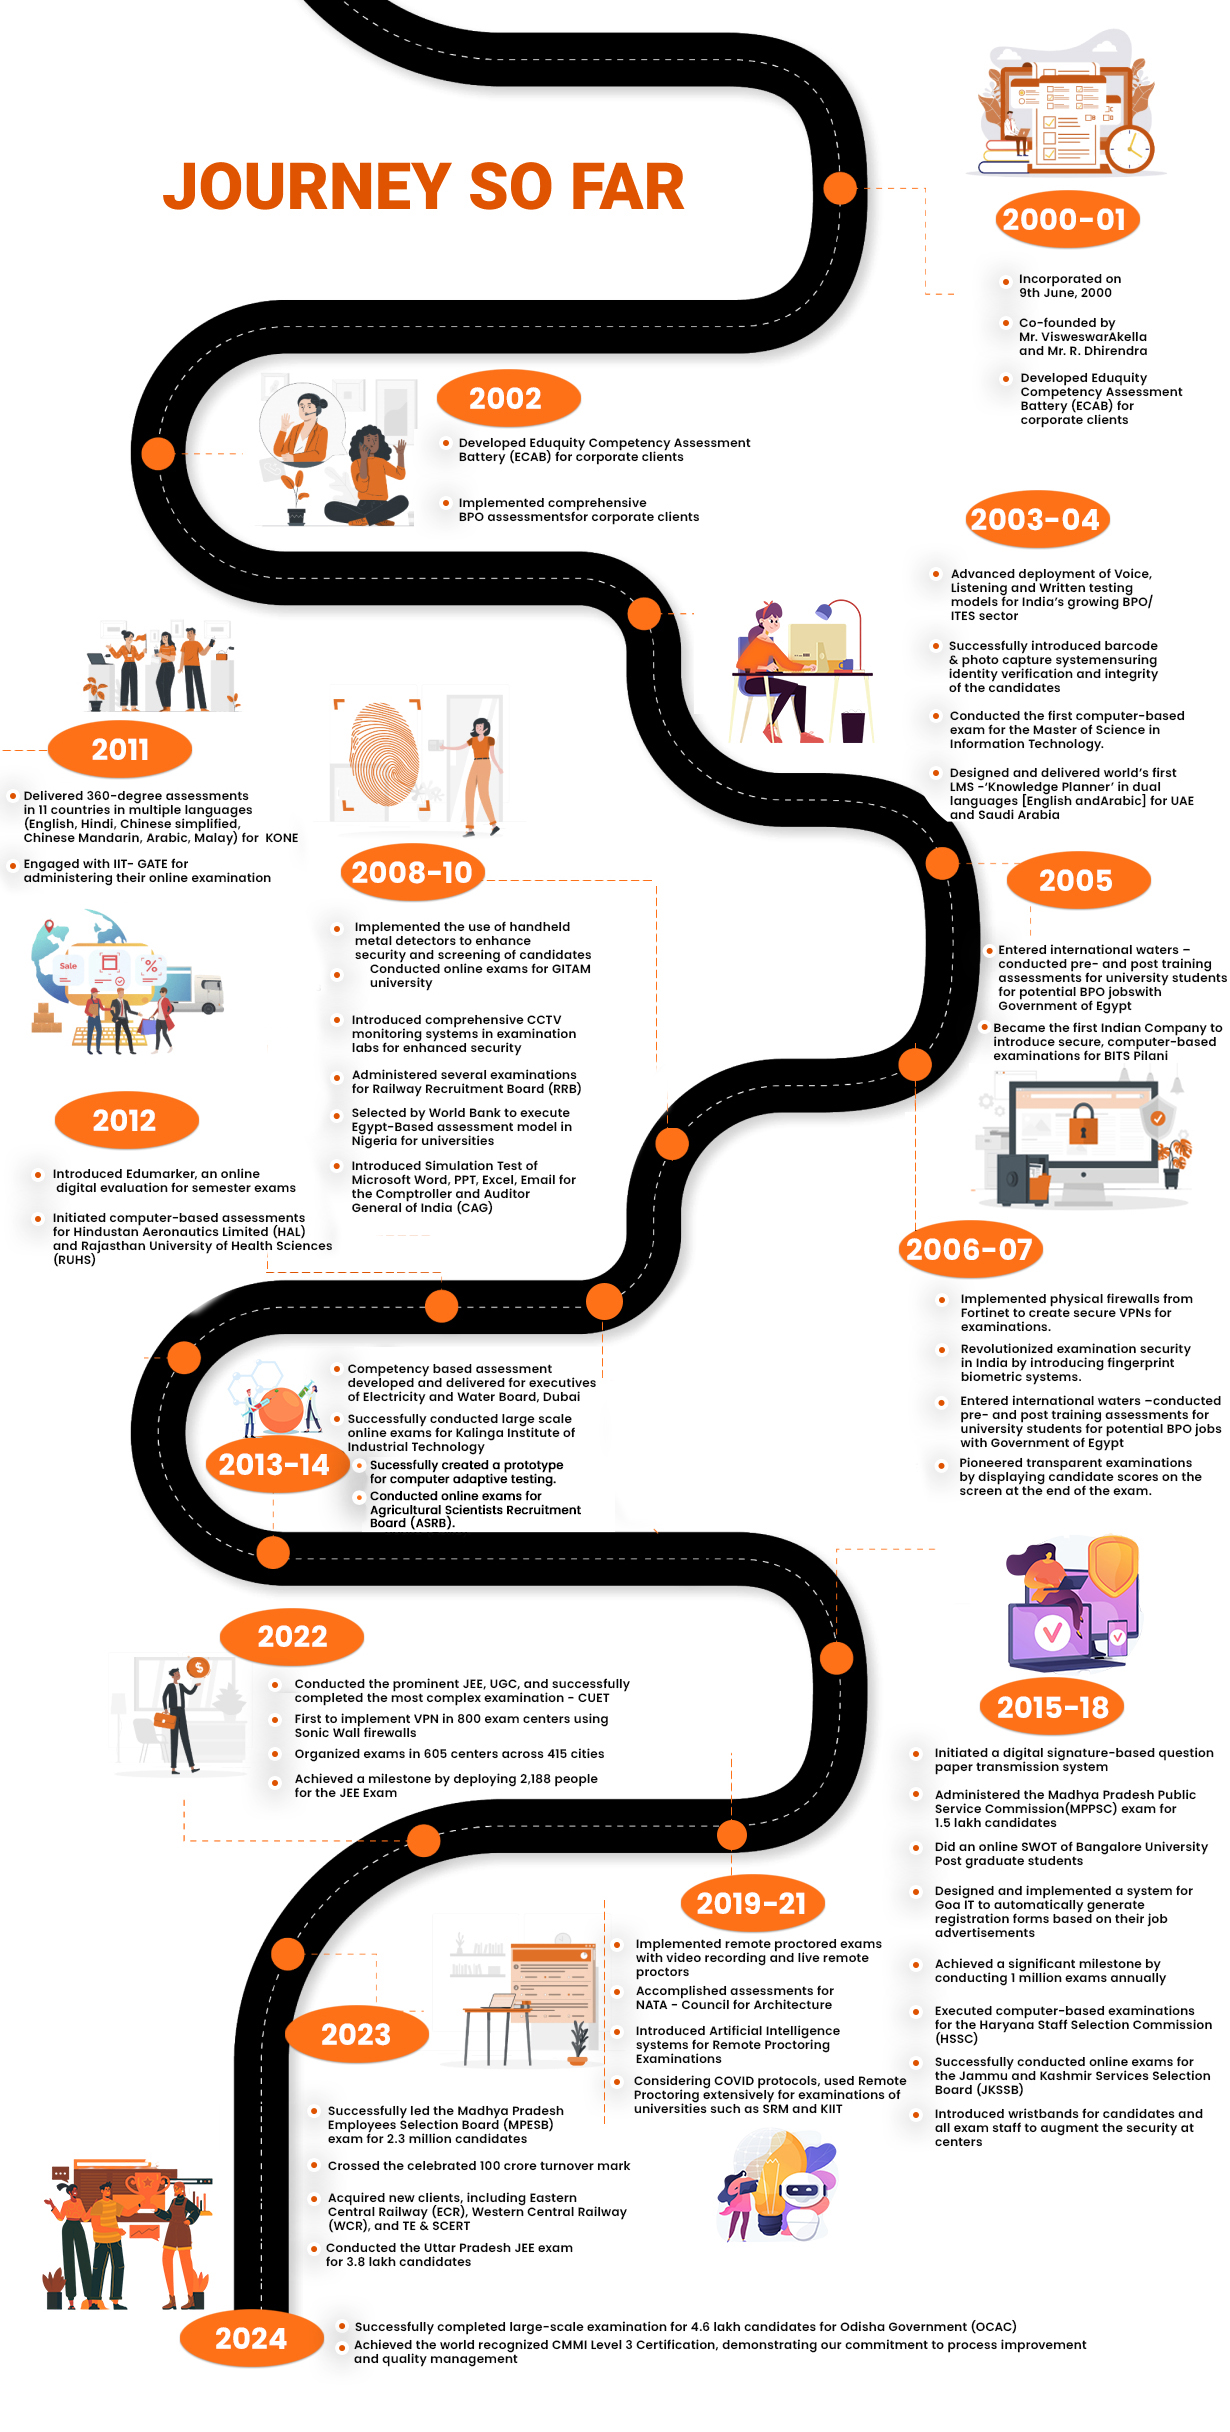 JOURNEY SO FAR
2000-01
Incorporated on
9th June, 2000
Co-founded by
Mr. VisweswarAkella
and Mr. R. Dhirendra
Developed Eduquity
Competency Assessment
Battery (ECAB) for
corporate clients
2002
Developed Eduquity Competency Assessment
Battery (ECAB) for corporate clients
Implemented comprehensive
BPO assessmentsfor corporate clients
2003-04
Advanced deployment of Voice,
Listening and Written testing
models for India's growing BPO/
ITES sector
Successfully introduced barcode
& photo capture systemensuring
identity verification and integrity
of the candidates
Conducted the first computer-based
exam for the Master of Science in
Information Technology.
Designed and delivered world's first
LMS -'Knowledge Planner' in dual
languages [English andArabic] for UAE
and Saudi Arabia
2005
Entered international waters –
conducted pre- and post training
assessments for university students
for potential BPO jobswith
Government of Egypt
Became the first Indian Company to
introduce secure, computer-based
examinations for BITS Pilani
2006-07
Implemented physical firewalls from
Fortinet to create secure VPNs for
examinations.
Revolutionized examination security
in India by introducing fingerprint
biometric systems.
Entered international waters –conducted
pre- and post training assessments for
university students for potential BPO jobs
with Government of Egypt
Pioneered transparent examinations
by displaying candidate scores on the
screen at the end of the exam.
2008-10
Implemented the use of handheld
metal detectors to enhance
security and screening of candidates
Conducted online exams for GITAM
university
Introduced comprehensive CCTV
monitoring systems in examination
labs for enhanced security
Administered several examinations
for Railway Recruitment Board (RRB)
Selected by World Bank to execute
Egypt-Based assessment model in
Nigeria for universities
Introduced Simulation Test of
Microsoft Word, PPT, Excel, Email for
the Comptroller and Auditor
General of India (CAG)
2011
Delivered 360-degree assessments
in 11 countries in multiple languages
(English, Hindi, Chinese simplified,
Chinese Mandarin, Arabic, Malay) for KONE
Engaged with IIT- GATE for
administering their online examination
Sale
%
2012
Introduced Edumarker, an online
digital evaluation for semester exams
Initiated computer-based assessments
for Hindustan Aeronautics Limited (HAL)
and Rajasthan University of Health Sciences
(RUHS)
2013-14
Competency based assessment
developed and delivered for executives
of Electricity and Water Board, Dubai
Successfully conducted large scale
online exams for Kalinga Institute of
Industrial Technology
Sucessfully created a prototype
for computer adaptive testing.
Conducted online exams for
Agricultural Scientists Recruitment
Board (ASRB).
2015-18
Initiated a digital signature-based question
paper transmission system
Administered the Madhya Pradesh Public
Service Commission(MPPSC) exam for
1.5 lakh candidates
Did an online SWOT of Bangalore University
Post graduate students
Designed and implemented a system for
Goa IT to automatically generate
registration forms based on their job
advertisements
Achieved a significant milestone by
conducting 1 million exams annually
Executed computer-based examinations
for the Haryana Staff Selection Commission
(HSSC)
Successfully conducted online exams for
the Jammu and Kashmir Services Selection
Board (JKSSB)
Introduced wristbands for candidates and
all exam staff to augment the security at
centers
2019-21
Implemented remote proctored exams
with video recording and live remote
proctors
Accomplished assessments for
NATA - Council for Architecture
Introduced Artificial Intelligence
systems for Remote Proctoring
Examinations
Considering COVID protocols, used Remote
Proctoring extensively for examinations of
universities such as SRM and KIIT
2022
$
Conducted the prominent JEE, UGC, and successfully
completed the most complex examination - CUET
First to implement VPN in 800 exam centers using
Sonic Wall firewalls
Organized exams in 605 centers across 415 cities
Achieved a milestone by deploying 2,188 people
for the JEE Exam
2023
Successfully led the Madhya Pradesh
Employees Selection Board (MPESB)
exam for 2.3 million candidates
Crossed the celebrated 100 crore turnover mark
Acquired new clients, including Eastern
Central Railway (ECR), Western Central Railway
(WCR), and TE & SCERT
Conducted the Uttar Pradesh JEE exam
for 3.8 lakh candidates
2024
Successfully completed large-scale examination for 4.6 lakh candidates for Odisha Government (OCAC)
Achieved the world recognized CMMI Level 3 Certification, demonstrating our commitment to process improvement
and quality management